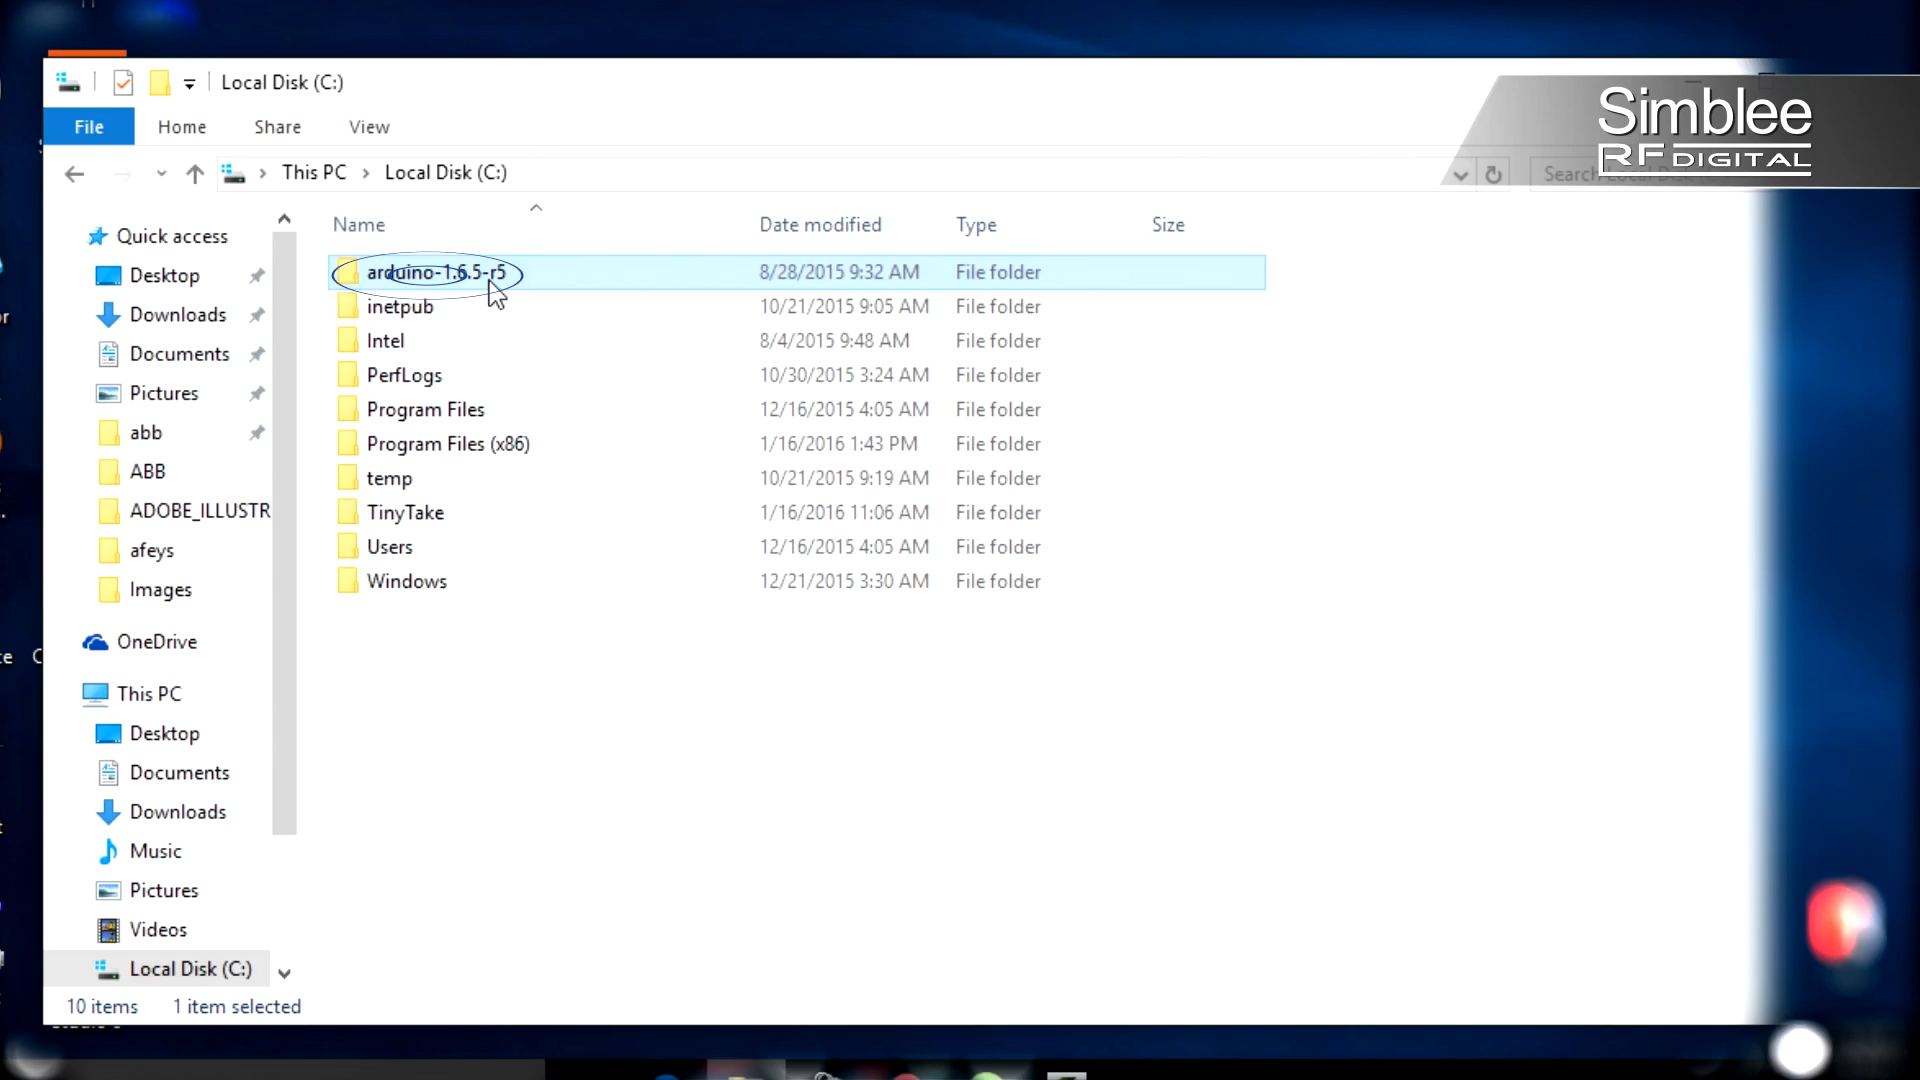 Local Disk (C:)
Simblee
RF DIGITAL
File Home Share View
This PC > Local Disk (C:)
Search Local Disk
Name Date modified Type Size
Quick access
Desktop
Downloads
Documents
Pictures
abb
ABB
ADOBE_ILLUSTR
afeys
Images
OneDrive
This PC
Desktop
Documents
Downloads
Music
Pictures
Videos
Local Disk (C:)
arduino-1.6.5-r5 8/28/2015 9:32 AM File folder
inetpub 10/21/2015 9:05 AM File folder
Intel 8/4/2015 9:48 AM File folder
PerfLogs 10/30/2015 3:24 AM File folder
Program Files 12/16/2015 4:05 AM File folder
Program Files (x86) 1/16/2016 1:43 PM File folder
temp 10/21/2015 9:19 AM File folder
TinyTake 1/16/2016 11:06 AM File folder
Users 12/16/2015 4:05 AM File folder
Windows 12/21/2015 3:30 AM File folder
10 items 1 item selected